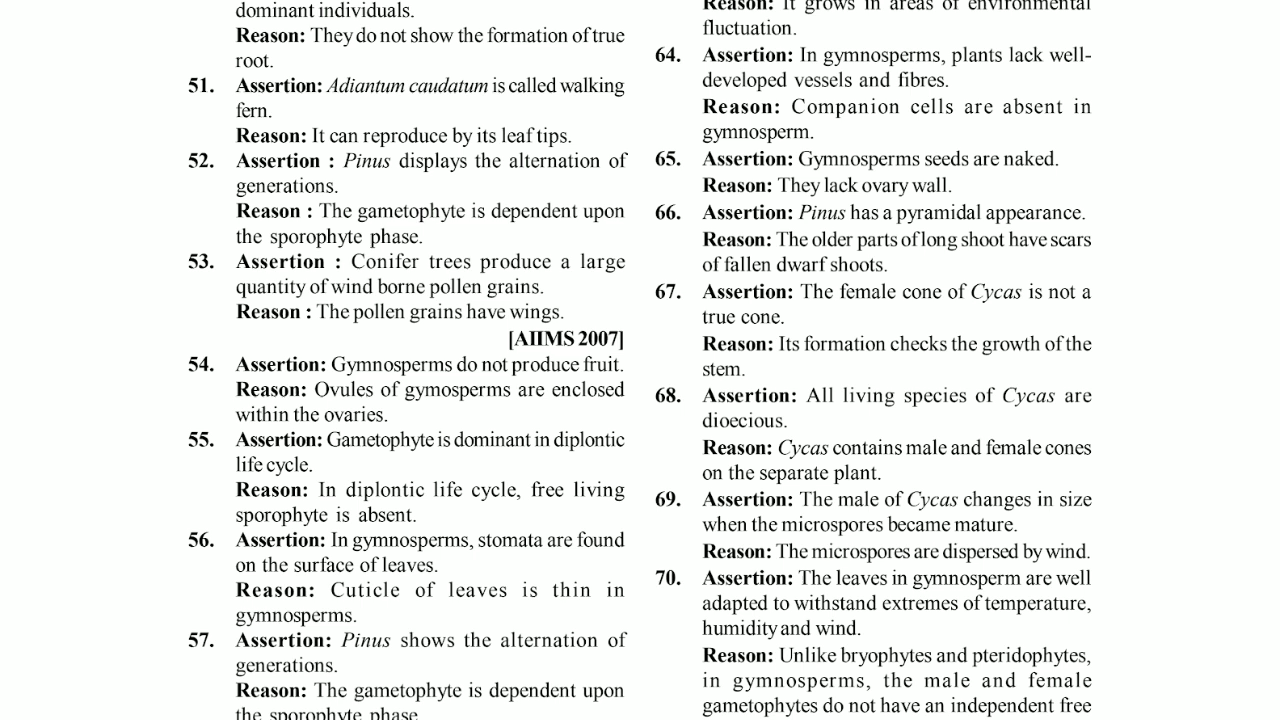 dominant individuals.
Reason: They do not show the formation of true
root.
51. Assertion: Adiantum caudatum is called walking
fern.
Reason: It can reproduce by its leaf tips.
52. Assertion : Pinus displays the alternation of
generations.
Reason : The gametophyte is dependent upon
the sporophyte phase.
53. Assertion : Conifer trees produce a large
quantity of wind borne pollen grains.
Reason : The pollen grains have wings.
[AIIMS 2007]
54. Assertion: Gymnosperms do not produce fruit.
Reason: Ovules of gymosperms are enclosed
within the ovaries.
55. Assertion: Gametophyte is dominant in diplontic
life cycle.
Reason: In diplontic life cycle, free living
sporophyte is absent.
56. Assertion: In gymnosperms, stomata are found
on the surface of leaves.
Reason: Cuticle of leaves is thin in
gymnosperms.
57. Assertion: Pinus shows the alternation of
generations.
Reason: The gametophyte is dependent upon
the sporophyte phase
Reason: It grows in areas of environmental
fluctuation.
64. Assertion: In gymnosperms, plants lack well-
developed vessels and fibres.
Reason: Companion cells are absent in
gymnosperm.
65. Assertion: Gymnosperms seeds are naked.
Reason: They lack ovary wall.
66. Assertion: Pinus has a pyramidal appearance.
Reason: The older parts of long shoot have scars
of fallen dwarf shoots.
67. Assertion: The female cone of Cycas is not a
true cone.
Reason: Its formation checks the growth of the
stem.
68. Assertion: All living species of Cycas are
dioecious.
Reason: Cycas contains male and female cones
on the separate plant.
69. Assertion: The male of Cycas changes in size
when the microspores became mature.
Reason: The microspores are dispersed by wind.
70. Assertion: The leaves in gymnosperm are well
adapted to withstand extremes of temperature,
humidity and wind.
Reason: Unlike bryophytes and pteridophytes,
in gymnosperms, the male and female
gametophytes do not have an independent free